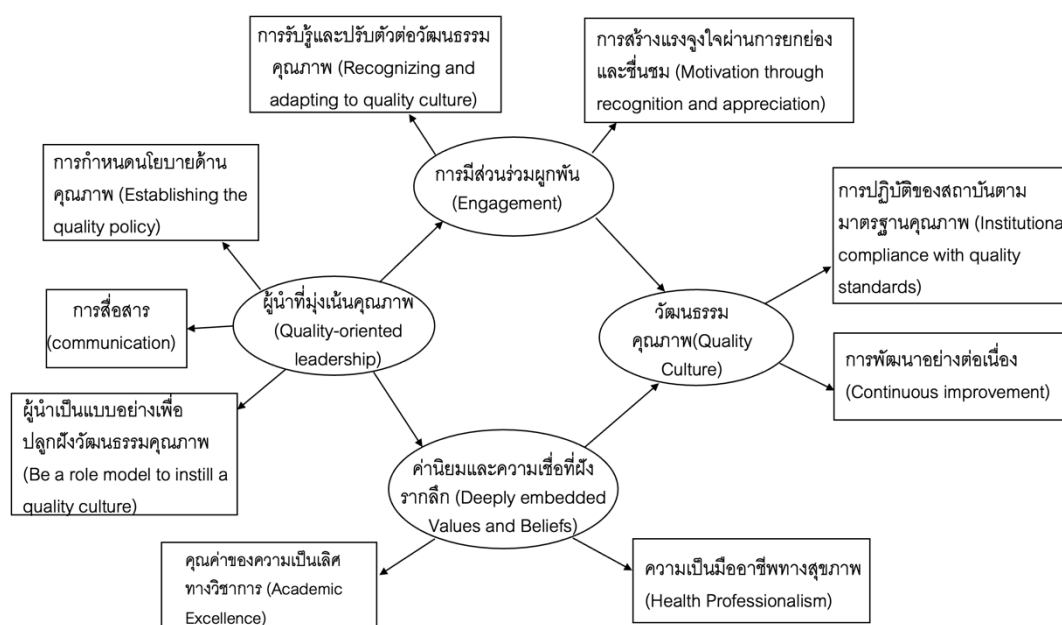 การรับรู้และปรับตัวต่อวัฒนธรรม
คุณภาพ (Recognizing and
adapting to quality culture)
การสร้างแรงจูงใจผ่านการยกย่อง
และชื่นชม (Motivation through
recognition and appreciation)
การกำหนดนโยบายด้าน
คุณภาพ (Establishing the
quality policy)
การมีส่วนร่วมผูกพัน
(Engagement)
การปฏิบัติของสถาบันตาม
มาตรฐานคุณภาพ (Institutiona
compliance with quality
standards)
การสื่อสาร
(communication)
ผู้นำที่มุ่งเน้นคุณภาพ
(Quality-oriented
leadership)
วัฒนธรรม
คุณภาพ(Quality
Culture)
การพัฒนาอย่างต่อเนื่อง
(Continuous improvement)
ผู้นำเป็นแบบอย่างเพื่อ
ปลูกฝังวัฒนธรรมคุณภาพ
(Be a role model to instill a
quality culture)
ค่านิยมและความเชื่อที่ฝัง
รากลึก (Deeply embedded
Values and Beliefs)
คุณค่าของความเป็นเลิศ
ทางวิชาการ (Academic
Excellence)
ความเป็นมืออาชีพทางสุขภาพ
(Health Professionalism)